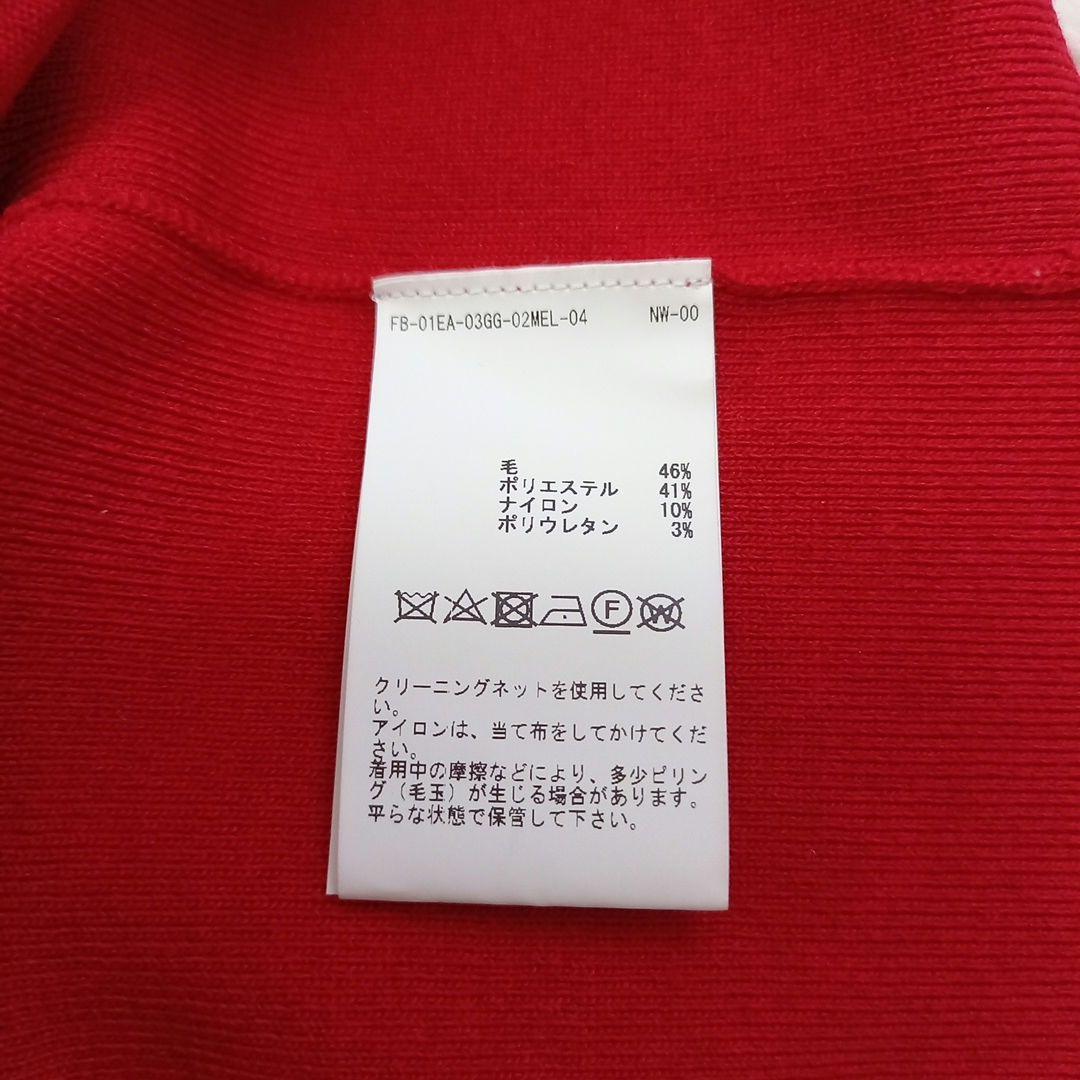 FB-01EA-03GG-02MEL-04 NW-00
毛 46%
ポリエステル 41%
ナイロン 10%
ポリウレタン 3%
F W
クリーニングネットを使用してくださ
い。
アイロンは、当て布をしてかけてくだ
さい。
着用中の摩擦などにより、多少ピリン
グ（毛玉）が生じる場合があります。
平らな状態で保管して下さい。